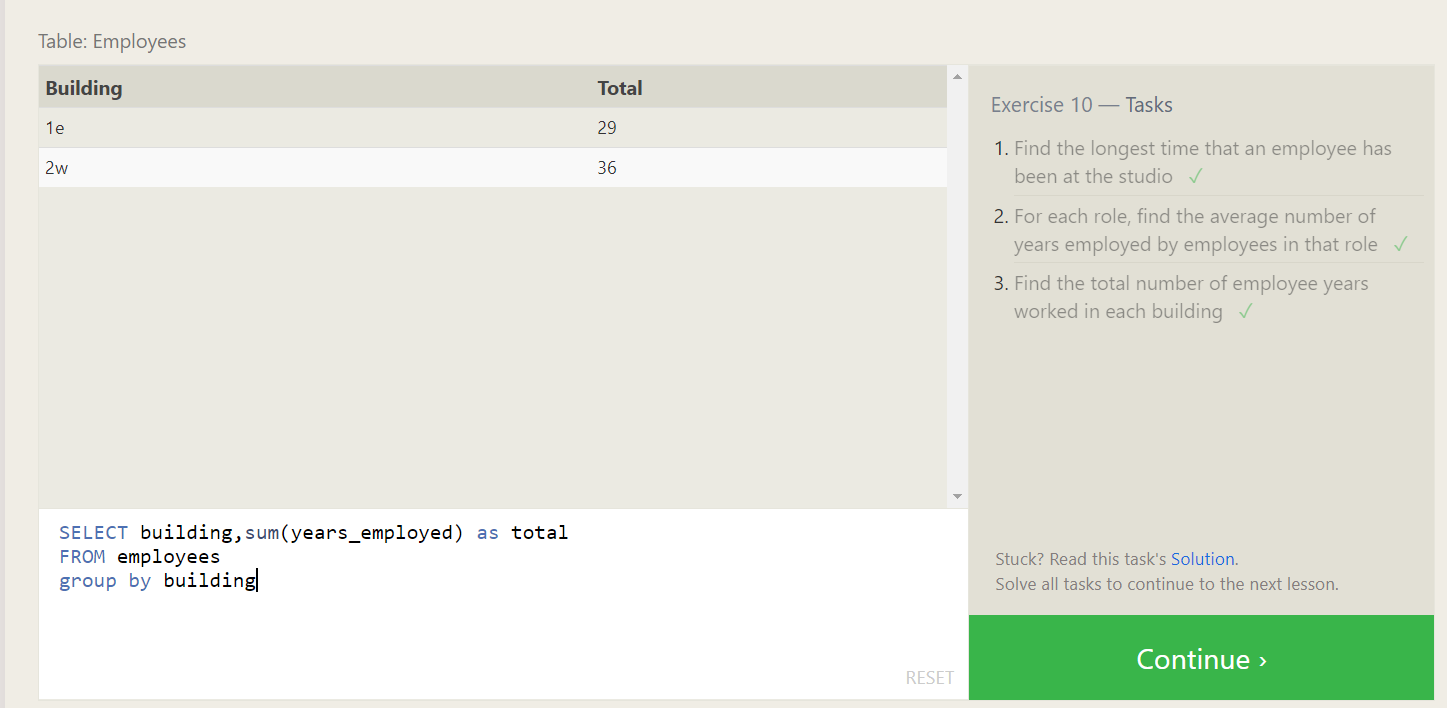 Table: Employees
Building Total
1e 29
2w 36
SELECT building,sum(years_employed) as total
FROM employees
group by building
RESET
Exercise 10 — Tasks
1. Find the longest time that an employee has
been at the studio ✓
2. For each role, find the average number of
years employed by employees in that role ✓
3. Find the total number of employee years
worked in each building ✓
Stuck? Read this task's Solution.
Solve all tasks to continue to the next lesson.
Continue ›